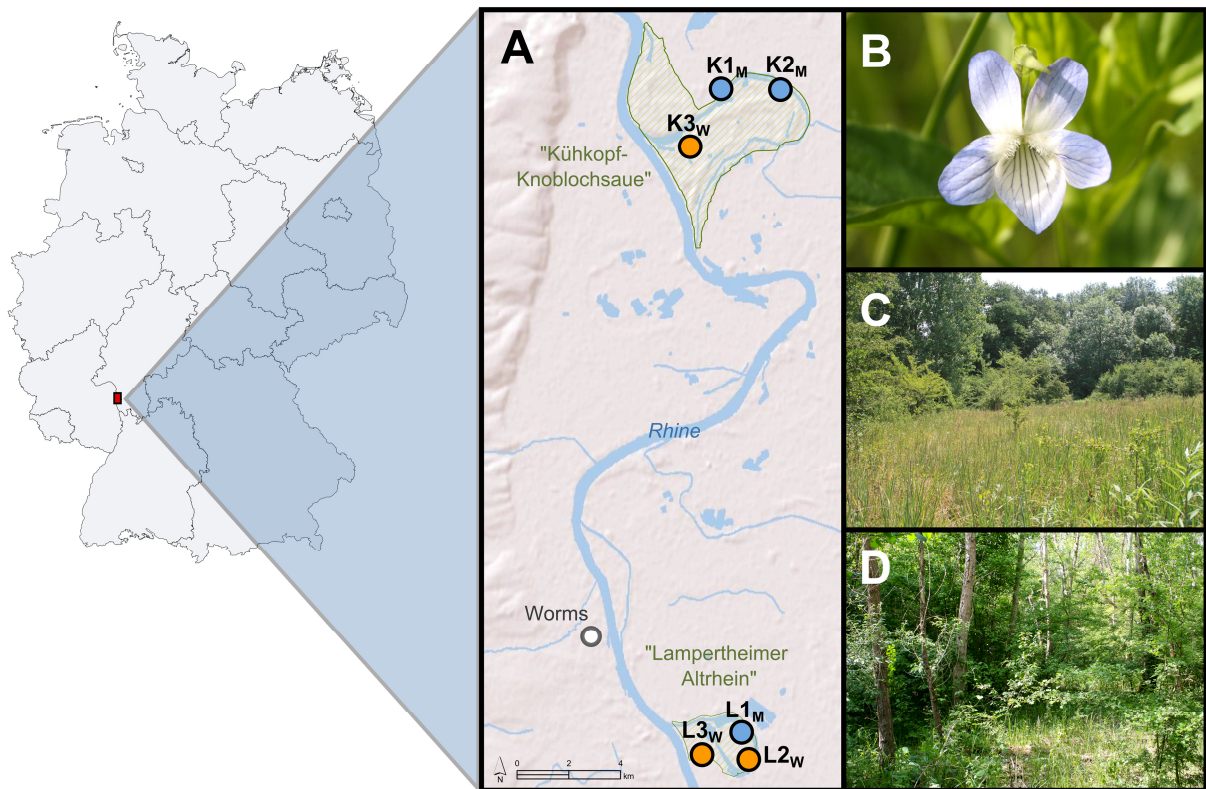 A
K1M
K2M
K3W
"Kühkopf-
Knoblochsaue"
Rhine
Worms
"Lampertheimer
Altrhein"
L1M
L3W
L2W
N
0 2 4
km
B
C
D